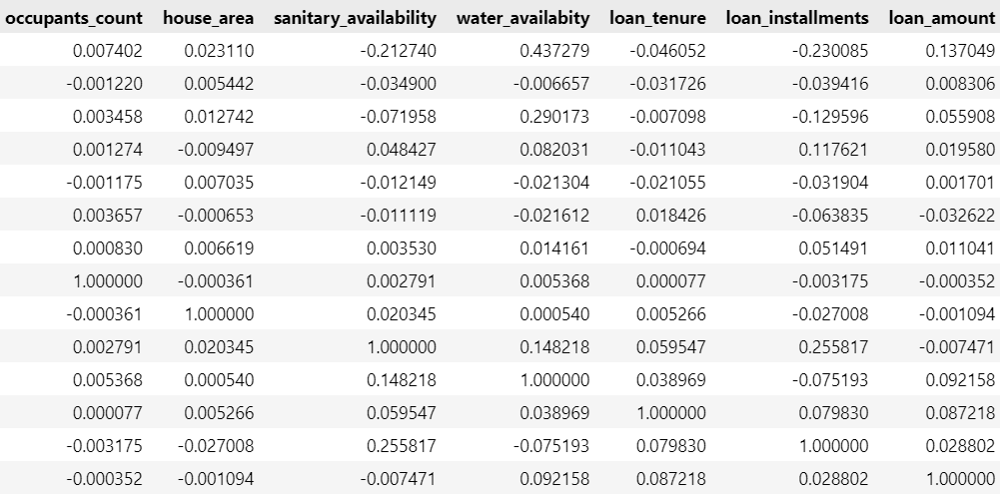 occupants_count house_area sanitary_availability water_availabity loan_tenure loan_installments loan_amount
0.007402 0.023110 -0.212740 0.437279 -0.046052 -0.230085 0.137049
-0.001220 0.005442 -0.034900 -0.006657 -0.031726 -0.039416 0.008306
0.003458 0.012742 -0.071958 0.290173 -0.007098 -0.129596 0.055908
0.001274 -0.009497 0.048427 0.082031 -0.011043 0.117621 0.019580
-0.001175 0.007035 -0.012149 -0.021304 -0.021055 -0.031904 0.001701
0.003657 -0.000653 -0.011119 -0.021612 0.018426 -0.063835 -0.032622
0.000830 0.006619 0.003530 0.014161 -0.000694 0.051491 0.011041
1.000000 -0.000361 0.002791 0.005368 0.000077 -0.003175 -0.000352
-0.000361 1.000000 0.020345 0.000540 0.005266 -0.027008 -0.001094
0.002791 0.020345 1.000000 0.148218 0.059547 0.255817 -0.007471
0.005368 0.000540 0.148218 1.000000 0.038969 -0.075193 0.092158
0.000077 0.005266 0.059547 0.038969 1.000000 0.079830 0.087218
-0.003175 -0.027008 0.255817 -0.075193 0.079830 1.000000 0.028802
-0.000352 -0.001094 -0.007471 0.092158 0.087218 0.028802 1.000000